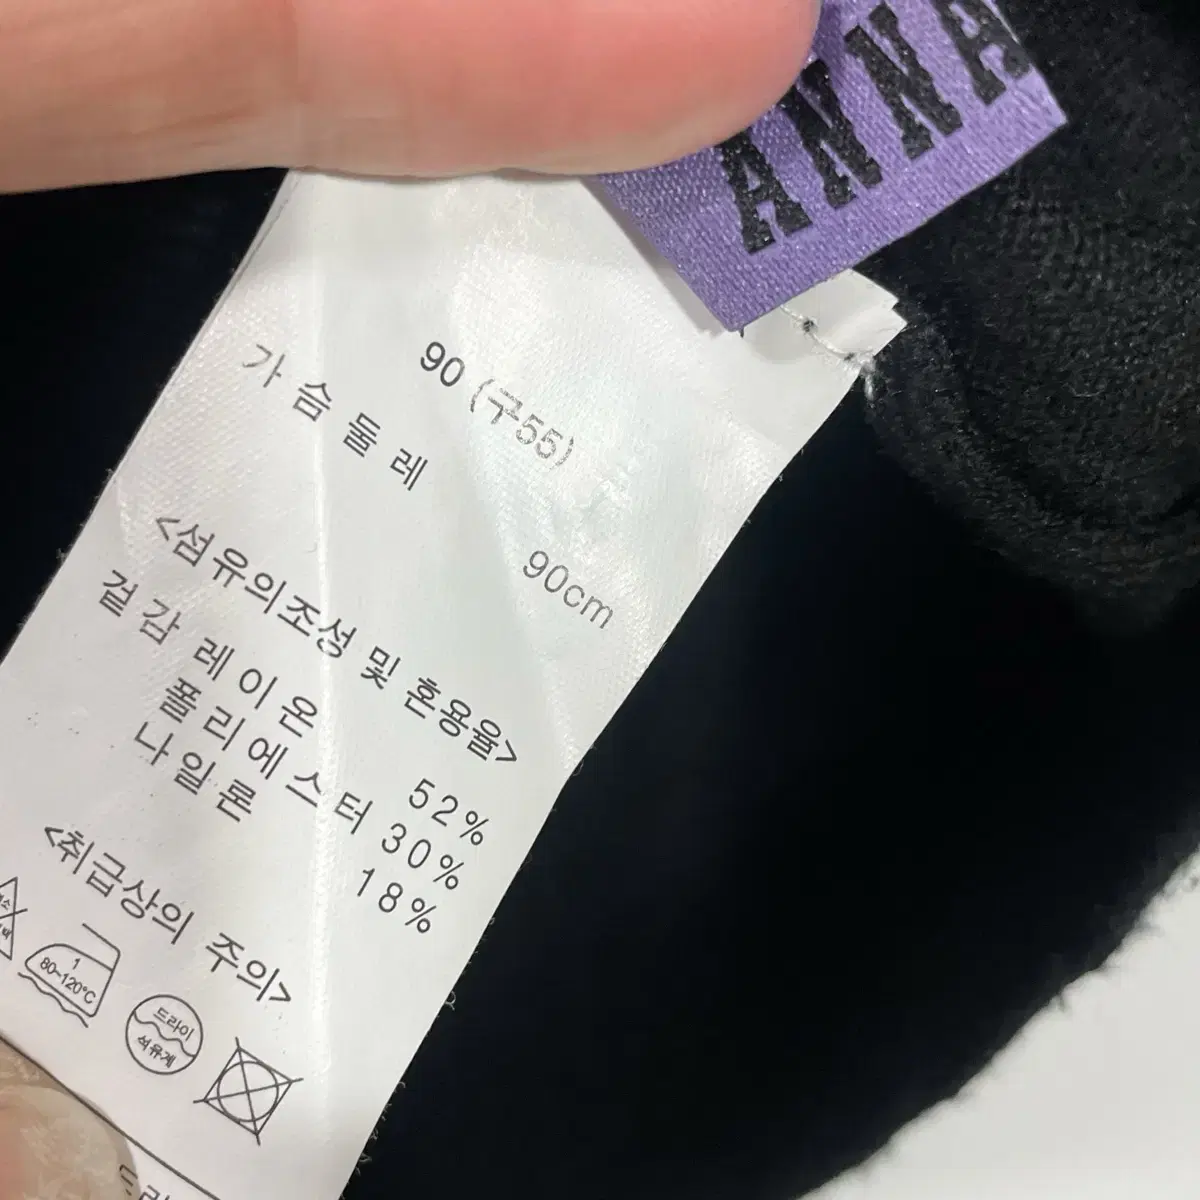 ANNA
90 (구55)
가슴둘레 90cm
<섬유의조성 및 혼용율>
겉감 레이온 52%
폴리에스터 30%
나일론 18%
<취급상의 주의>
1
80~120℃
드라이
석유계